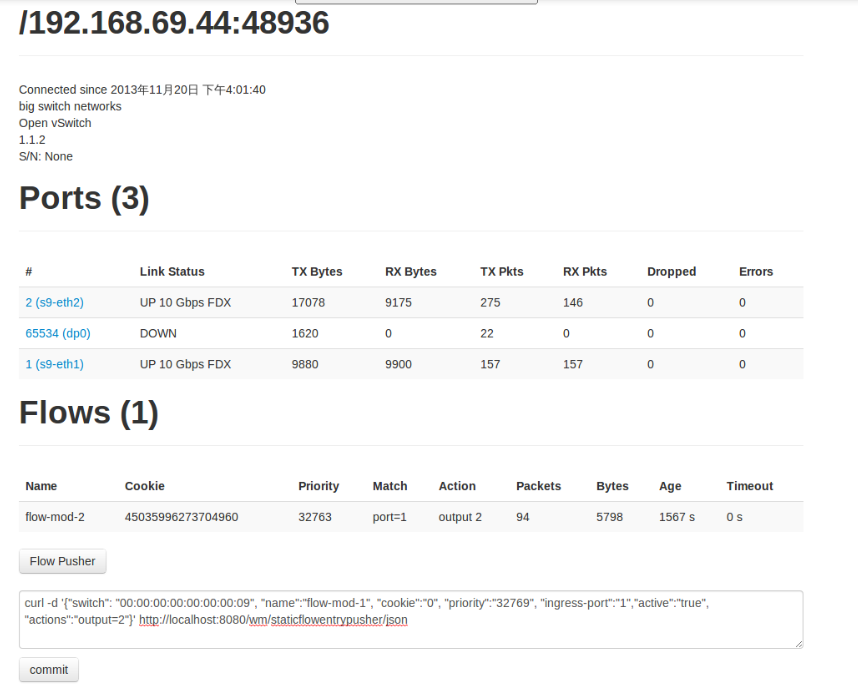 /192.168.69.44:48936
Connected since 2013年11月20日 下午4:01:40
big switch networks
Open vSwitch
1.1.2
S/N: None
Ports (3)
# Link Status TX Bytes RX Bytes TX Pkts RX Pkts Dropped Errors
2 (s9-eth2) UP 10 Gbps FDX 17078 9175 275 146 0 0
65534 (dp0) DOWN 1620 0 22 0 0 0
1 (s9-eth1) UP 10 Gbps FDX 9880 9900 157 157 0 0
Flows (1)
Name Cookie Priority Match Action Packets Bytes Age Timeout
flow-mod-2 45035996273704960 32763 port=1 output 2 94 5798 1567 s 0 s
Flow Pusher
curl -d '{"switch": "00:00:00:00:00:00:00:09", "name":"flow-mod-1", "cookie":"0", "priority":"32769", "ingress-port":"1","active":"true",
"actions":"output=2"}' http://localhost:8080/wm/staticflowentrypusher/json
commit